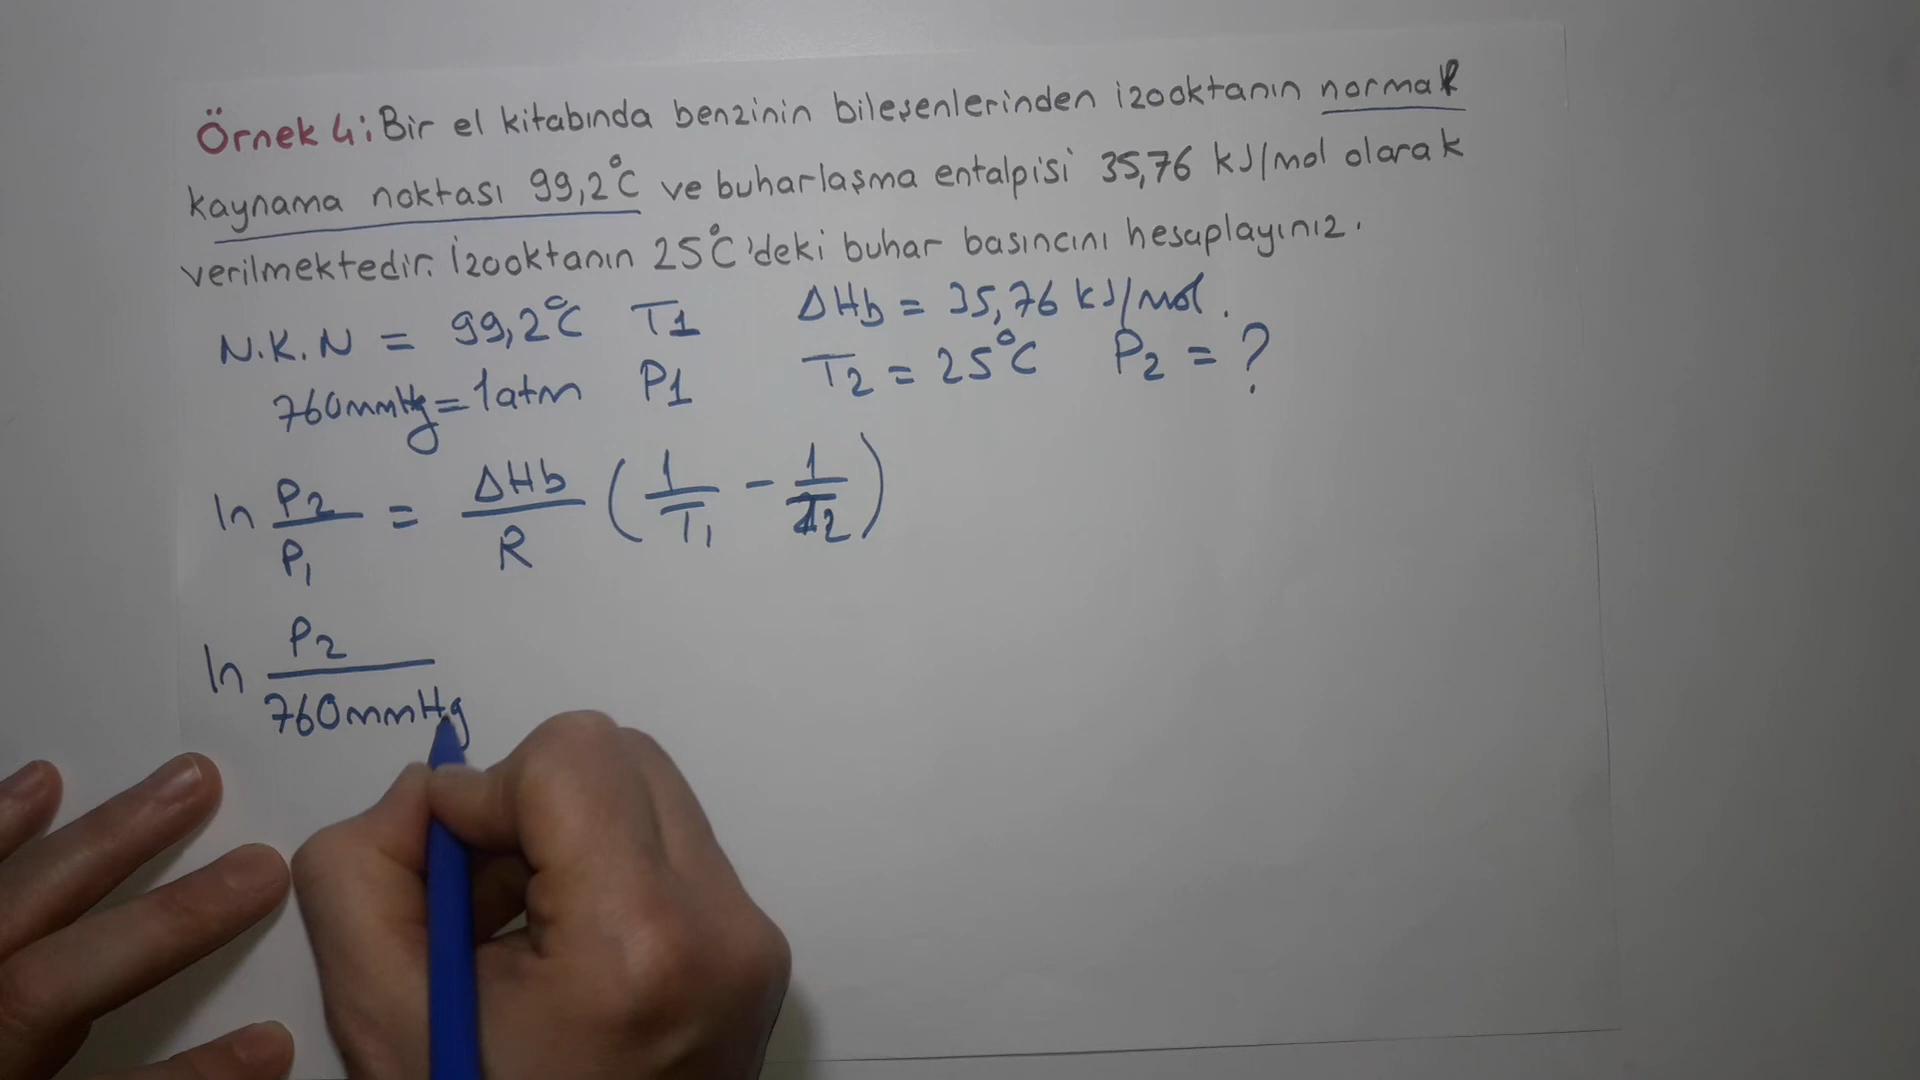 Örnek 4: Bir el kitabında benzinin bileşenlerinden izooktanın normal
kaynama noktası 99,2°C ve buharlaşma entalpisi 35,76 kJ/mol olarak
verilmektedir. İzooktanın 25°C'deki buhar basıncını hesaplayınız.
N.K.N = 99,2°C T1 ΔHb = 35,76 kJ/mol.
760mmHg = 1atm P1 T2 = 25°C P2 = ?
ln P2/P1 = ΔHb/R (1/T1 - 1/T2)
ln P2/760mmHg